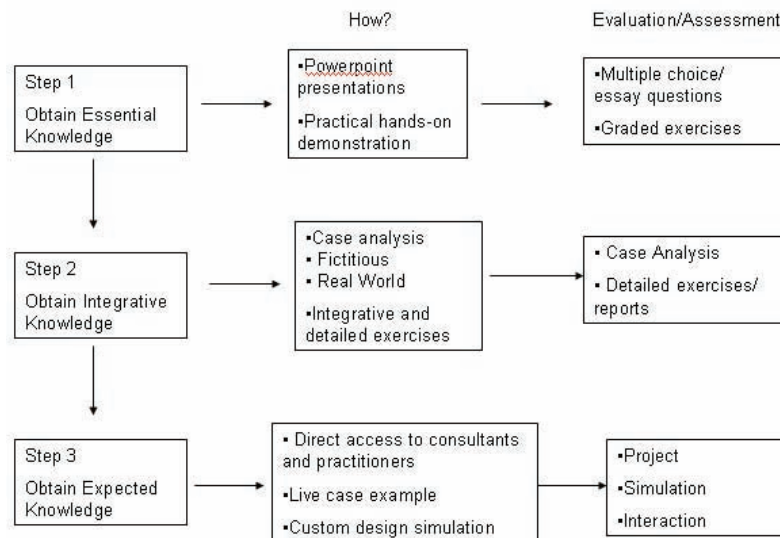 How?
Evaluation/Assessment
Step 1
Obtain Essential
Knowledge
▪Powerpoint
presentations
▪Practical hands-on
demonstration
▪Multiple choice/
essay questions
▪Graded exercises
Step 2
Obtain Integrative
Knowledge
▪Case analysis
▪ Fictitious
▪ Real World
▪Integrative and
detailed exercises
▪ Case Analysis
▪ Detailed exercises/
reports
Step 3
Obtain Expected
Knowledge
▪ Direct access to consultants
and practitioners
▪Live case example
▪Custom design simulation
▪Project
▪Simulation
▪Interaction